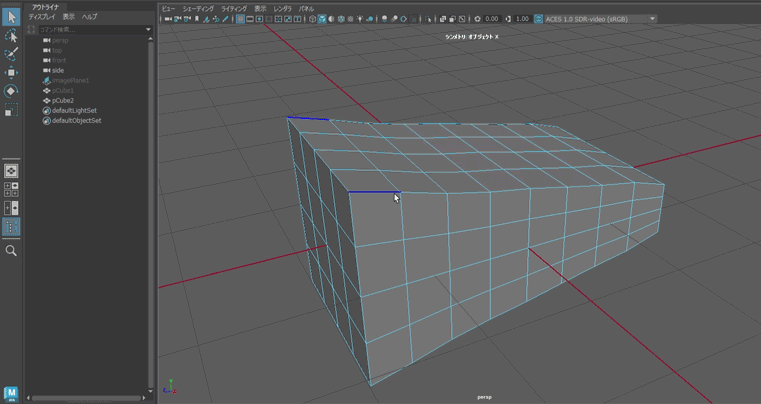 アウトライナ
ディスプレイ 表示 ヘルプ
persp
top
front
side
imagePlane1
pCube1
pCube2
defaultLightSet
defaultObjectSet
ビュー シェーディング ライティング 表示 レンダラ パネル
0.00 1.00 ACES 1.0 SDR-video (sRGB)
シンメトリ: オブジェクト X
persp
M